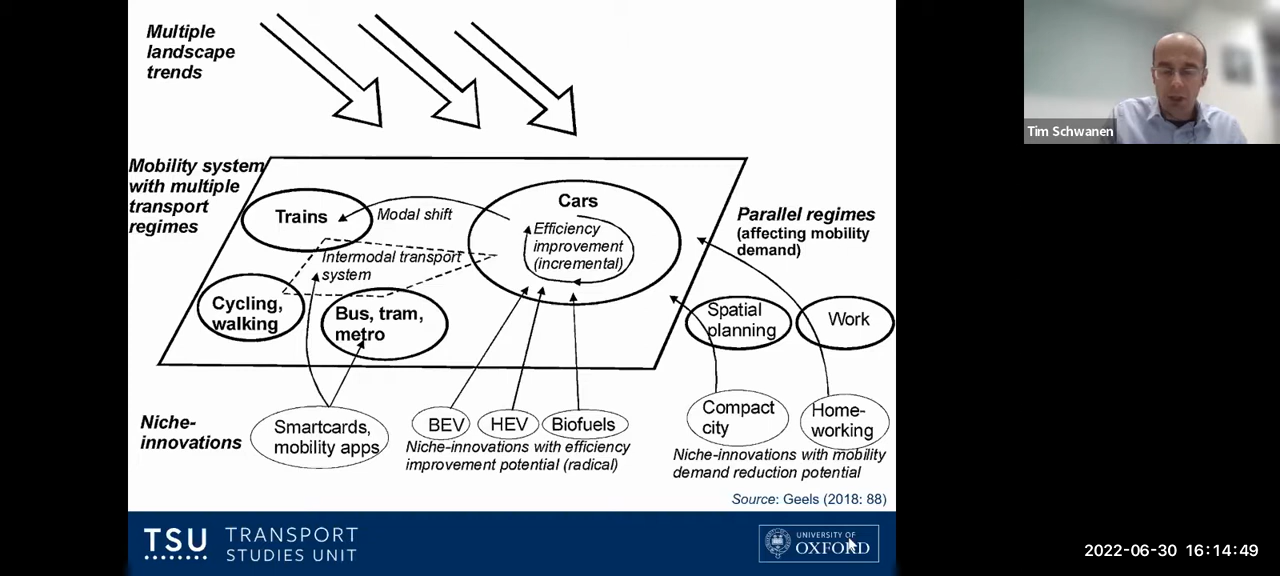 Multiple
landscape
trends
Tim Schwanen
Mobility system
with multiple
transport
regimes
Trains
Modal shift
Cars
Efficiency
improvement
(incremental)
Parallel regimes
(affecting mobility
demand)
Intermodal transport
system
Cycling,
walking
Bus, tram,
metro
Spatial
planning
Work
Niche-
innovations
Smartcards,
mobility apps
BEV
HEV
Biofuels
Niche-innovations with efficiency
improvement potential (radical)
Compact
city
Home-
working
Niche-innovations with mobility
demand reduction potential
Source: Geels (2018: 88)
TSU
TRANSPORT
STUDIES UNIT
UNIVERSITY OF
OXFORD
2022-06-30 16:14:49